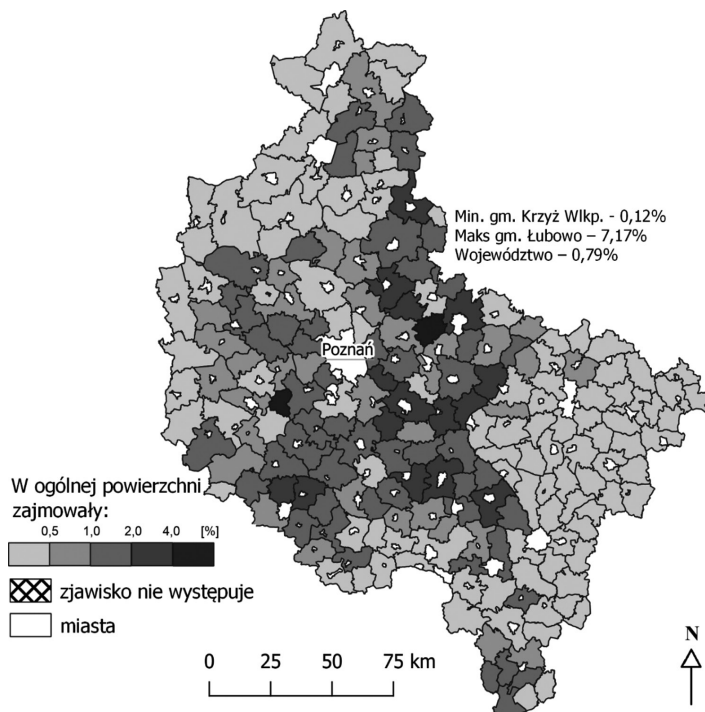 Min. gm. Krzyż Wlkp. - 0,12%
Maks gm. Łubowo – 7,17%
Województwo – 0,79%
Poznań
W ogólnej powierzchni
zajmowały:
0,5 1,0 2,0 4,0 [%]
zjawisko nie występuje
miasta
0 25 50 75 km
N